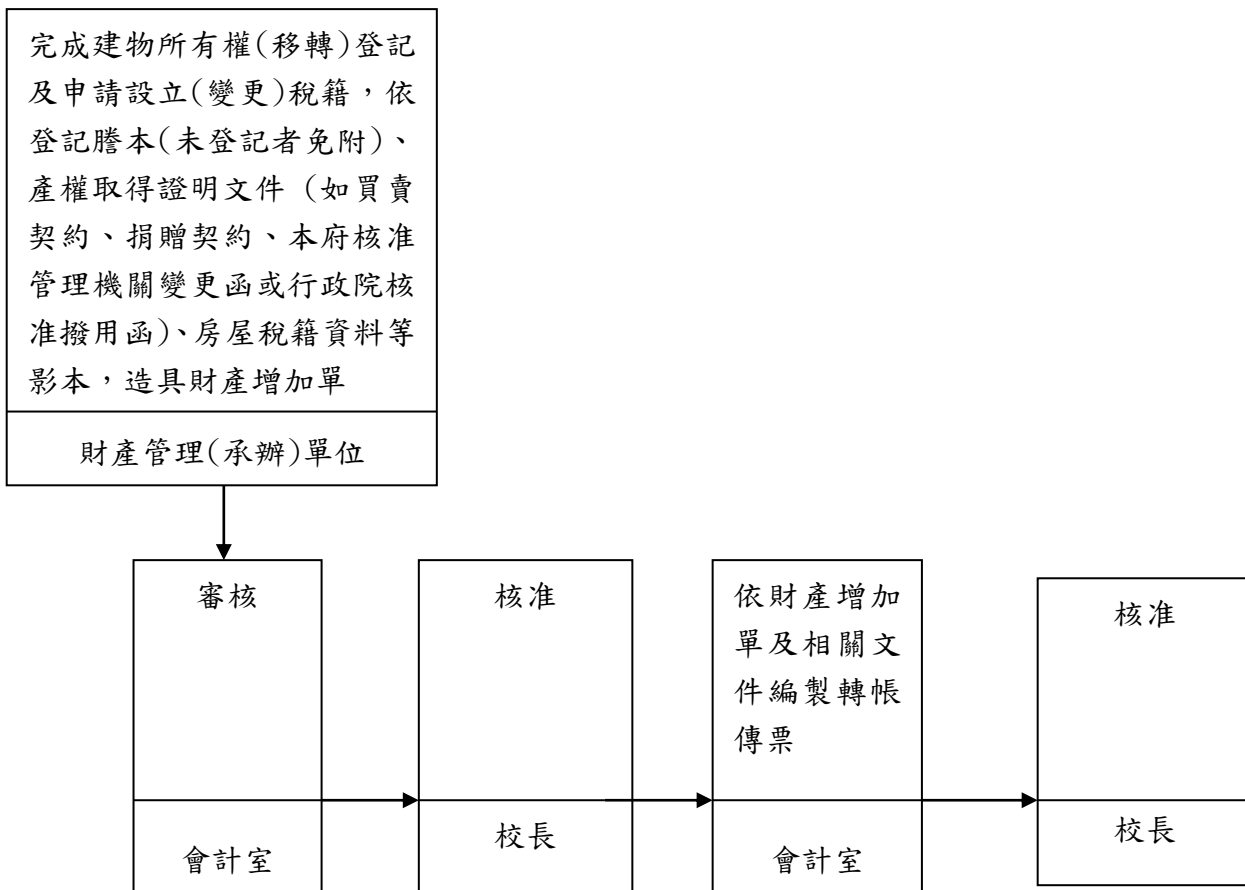 完成建物所有權(移轉)登記
及申請設立(變更)稅籍，依
登記謄本(未登記者免附)、
產權取得證明文件（如買賣
契約、捐贈契約、本府核准
管理機關變更函或行政院核
准撥用函)、房屋稅籍資料等
影本，造具財產增加單
財產管理(承辦)單位
審核
會計室
核准
校長
依財產增加
單及相關文
件編製轉帳
傳票
會計室
核准
校長